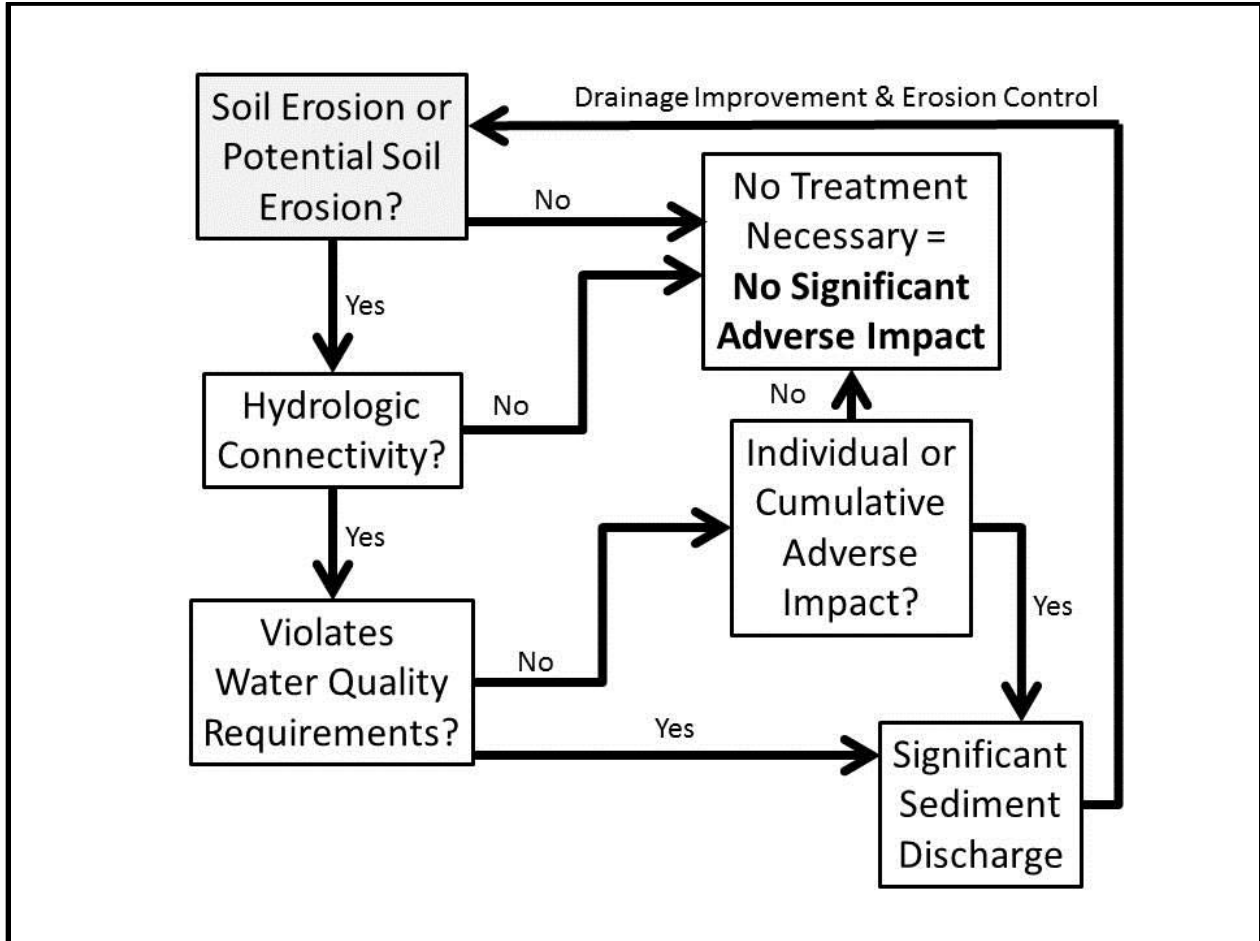 Soil Erosion or
Potential Soil
Erosion?
Drainage Improvement & Erosion Control
No
No Treatment
Necessary =
No Significant
Adverse Impact
Yes
Hydrologic
Connectivity?
No
No
Individual or
Cumulative
Adverse
Impact?
Yes
Violates
Water Quality
Requirements?
No
Yes
Yes
Significant
Sediment
Discharge